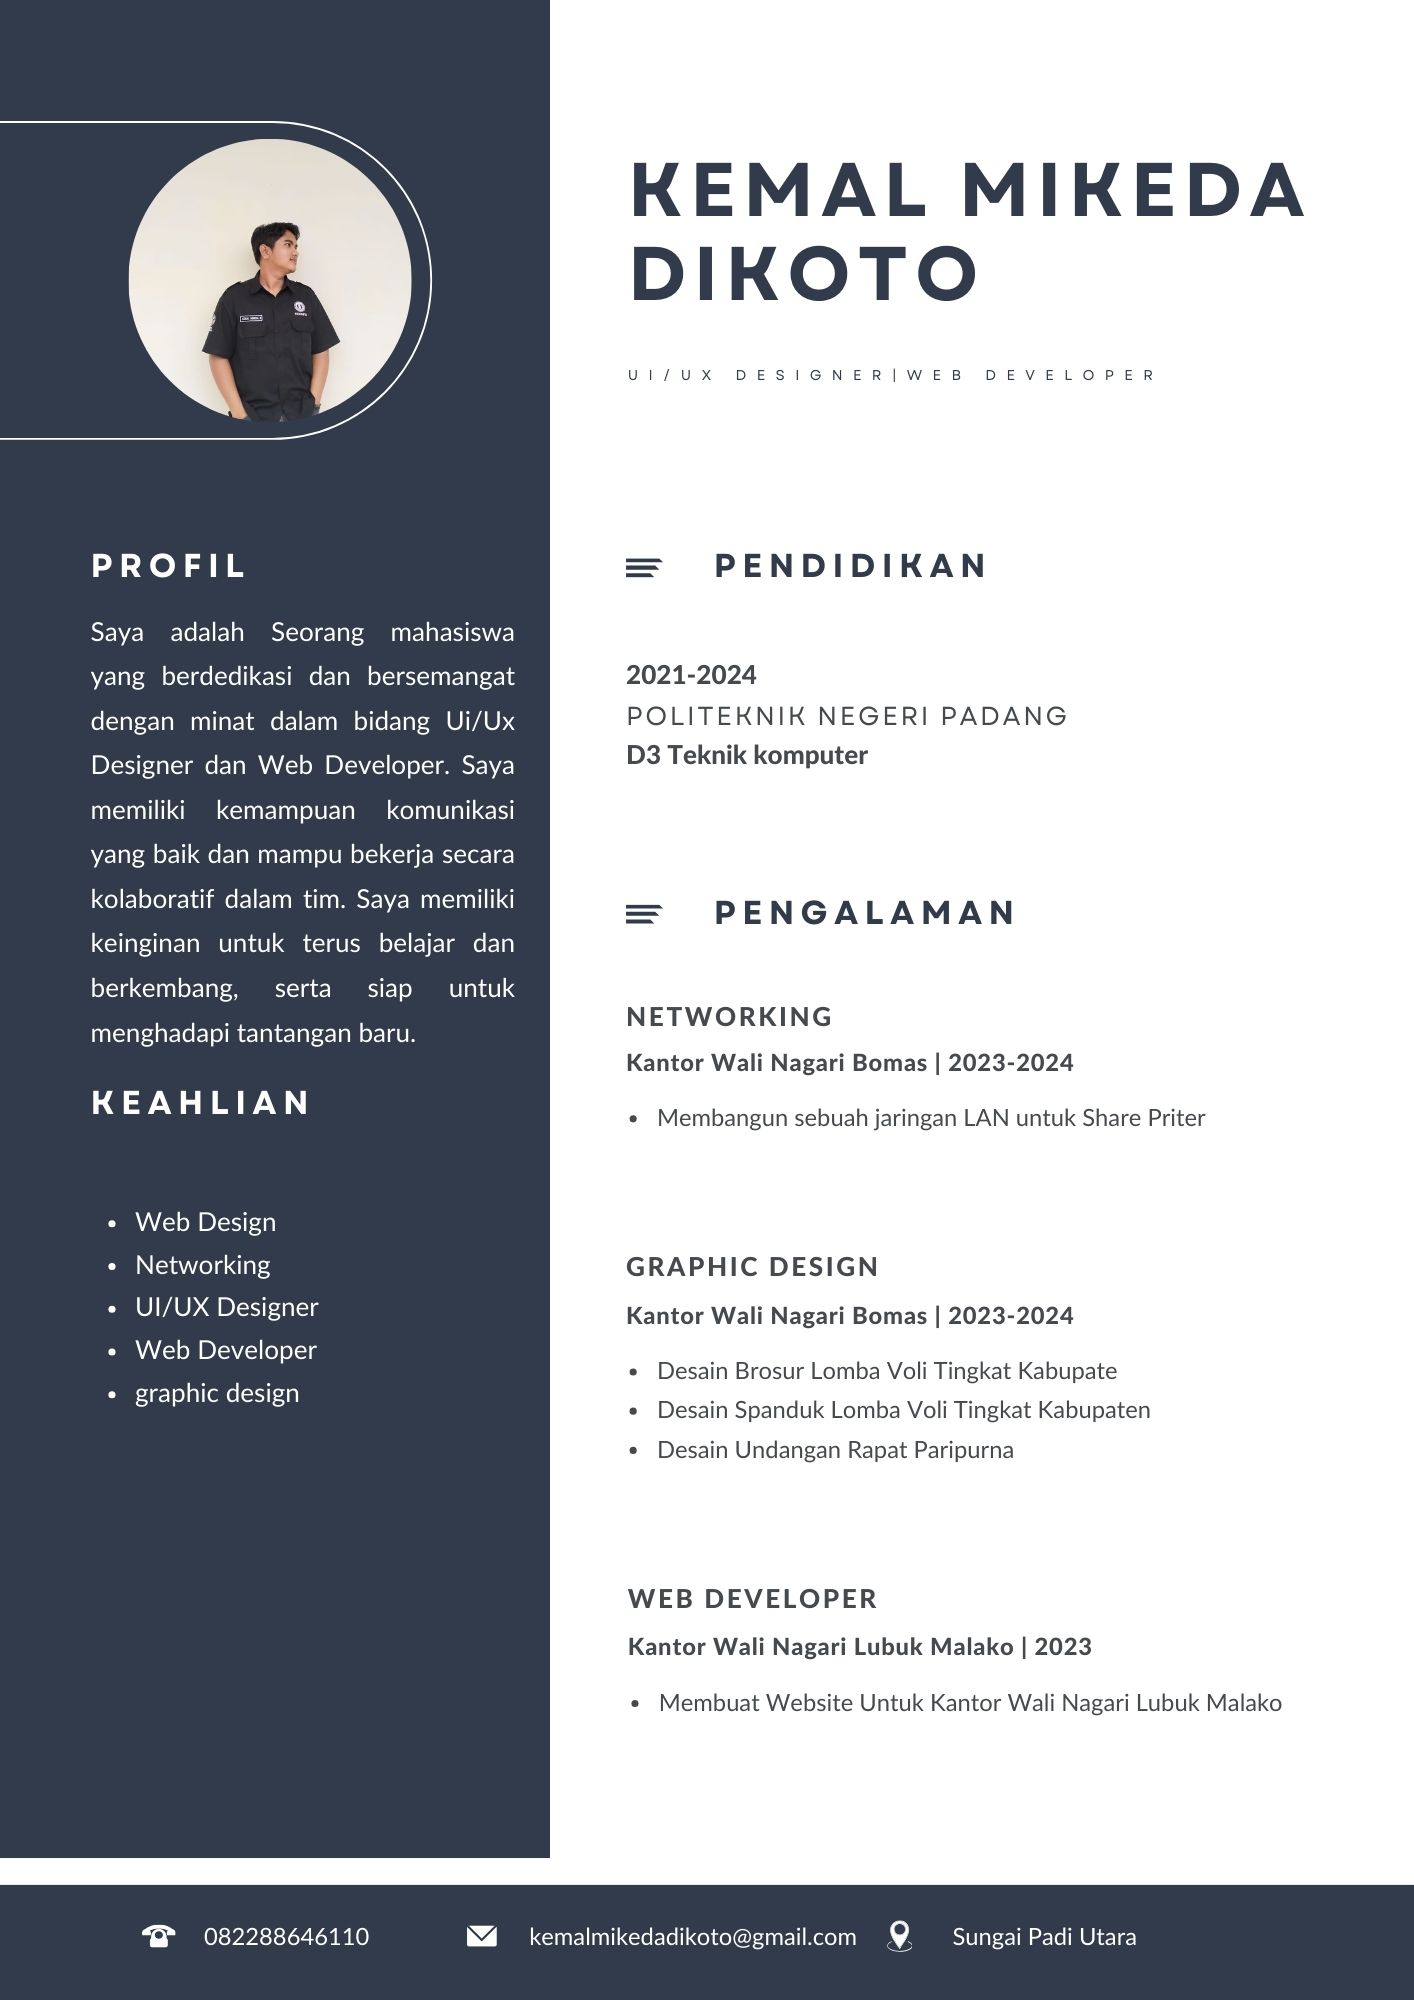 KEMAL MIKEDA
DIKOTO
UI/UX DESIGNER|WEB DEVELOPER
PROFIL
Saya adalah Seorang mahasiswa
yang berdedikasi dan bersemangat
dengan minat dalam bidang Ui/Ux
Designer dan Web Developer. Saya
memiliki kemampuan komunikasi
yang baik dan mampu bekerja secara
kolaboratif dalam tim. Saya memiliki
keinginan untuk terus belajar dan
berkembang, serta siap untuk
menghadapi tantangan baru.
KEAHLIAN
• Web Design
• Networking
• UI/UX Designer
• Web Developer
• graphic design
PENDIDIKAN
2021-2024
POLITEKNIK NEGERI PADANG
D3 Teknik komputer
PENGALAMAN
NETWORKING
Kantor Wali Nagari Bomas | 2023-2024
• Membangun sebuah jaringan LAN untuk Share Priter
GRAPHIC DESIGN
Kantor Wali Nagari Bomas | 2023-2024
• Desain Brosur Lomba Voli Tingkat Kabupate
• Desain Spanduk Lomba Voli Tingkat Kabupaten
• Desain Undangan Rapat Paripurna
WEB DEVELOPER
Kantor Wali Nagari Lubuk Malako | 2023
• Membuat Website Untuk Kantor Wali Nagari Lubuk Malako
082288646110
kemalmikedadikoto@gmail.com
Sungai Padi Utara